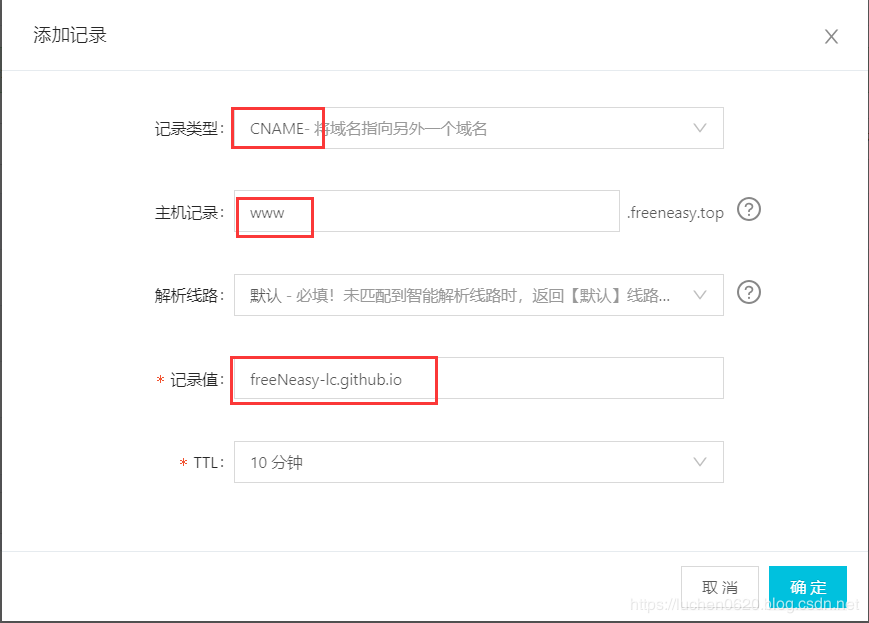 添加记录
记录类型： CNAME- 将域名指向另外一个域名
主机记录： www .freeneasy.top ?
解析线路： 默认 - 必填！未匹配到智能解析线路时，返回【默认】线路... ?
* 记录值： freeNeasy-lc.github.io
* TTL： 10 分钟
取消 确定
https://luchen0620.blog.csdn.net